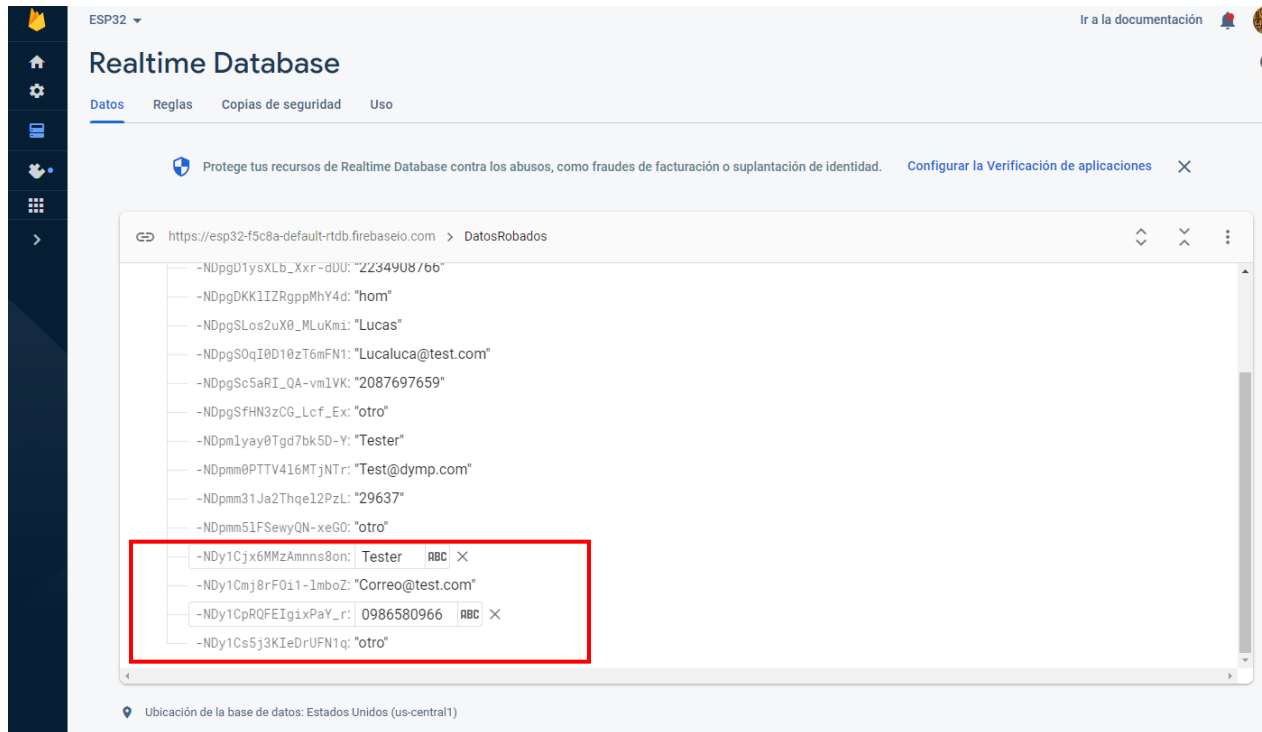 ESP32
Ir a la documentación
Realtime Database
Datos Reglas Copias de seguridad Uso
Protege tus recursos de Realtime Database contra los abusos, como fraudes de facturación o suplantación de identidad. Configurar la Verificación de aplicaciones
https://esp32-f5c8a-default-rtdb.firebaseio.com > DatosRobados
-NDpgD1ysXLb_Xxr-dDU: "2234908766"
-NDpgDKKlIZRgppMhY4d: "hom"
-NDpgSLos2uX0_MLuKmi: "Lucas"
-NDpgSOqI0D10zT6mFN1: "Lucaluca@test.com"
-NDpgSc5aRI_QA-vmlVK: "2087697659"
-NDpgSfHN3zCG_Lcf_Ex: "otro"
-NDpmlyay0Tgd7bk5D-Y: "Tester"
-NDpmm0PTTV4l6MTjNTr: "Test@dymp.com"
-NDpmm31Ja2Thqel2PzL: "29637"
-NDpmm5lFSewyQN-xeGO: "otro"
-NDy1Cjx6MMzAmnns8on: Tester ABC
-NDy1Cmj8rFOi1-lmboZ: "Correo@test.com"
-NDy1CpRQFEIgixPaY_r: 0986580966 ABC
-NDy1Cs5j3KIeDrUFN1q: "otro"
Ubicación de la base de datos: Estados Unidos (us-central1)